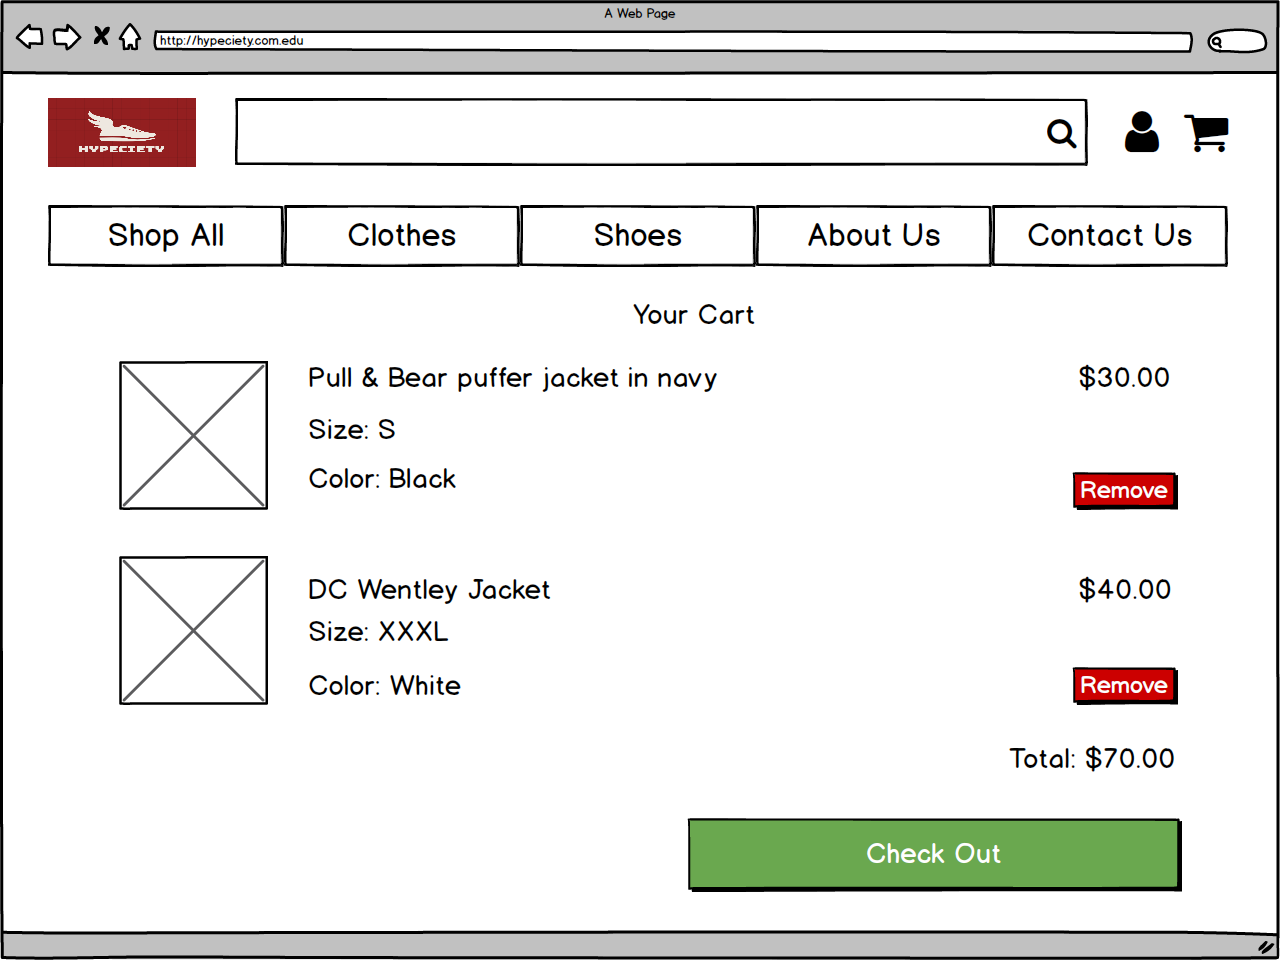 A Web Page
http://hypeciety.com.edu
HYPECIETY
Shop All Clothes Shoes About Us Contact Us
Your Cart
Pull & Bear puffer jacket in navy $30.00
Size: S
Color: Black
Remove
DC Wentley Jacket $40.00
Size: XXXL
Color: White
Remove
Total: $70.00
Check Out